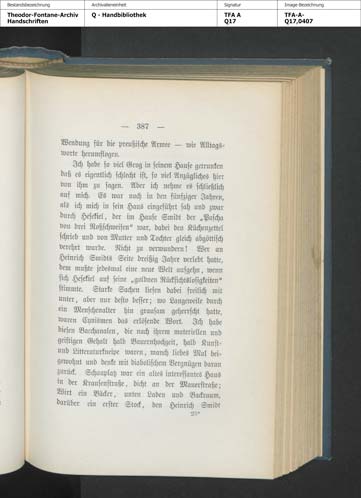 Bestandsbezeichnung
Archivalieneinheit
Signatur
Image Bezeichnung
Theodor-Fontane-Archiv
Handschriften
Q - Handbibliothek
TFA A
Q17
TFA-A-
Q17,0407
— 387 —
Wendung für die preußische Armee — wie Alltags-
worte herumflogen.
Ich habe so viel Grog in seinem Hause getrunken
daß es eigentlich schlecht ist, so viel Anzügliches hier
von ihm zu sagen. Aber ich nehme es schließlich
auf mich. Es war noch in den fünfziger Jahren,
als ich mich in sein Haus eingeführt sah und zwar
durch Hesekiel, der im Hause Smidt der „Pascha
von drei Roßschweifen“ war, dabei den Küchenzettel
schrieb und von Mutter und Tochter gleich abgöttisch
verehrt wurde. Nicht zu verwundern! Wer an
Heinrich Smidts Seite dreißig Jahre verlebt hatte,
dem mußte jedesmal eine neue Welt aufgehn, wenn
sich Hesekiel auf seine „goldnen Rücksichtslosigkeiten“
stimmte. Starke Sachen liefen dabei freilich mit
unter, aber nur desto besser; wo Langeweile durch
ein Menschenalter hin grausam geherrscht hatte,
waren Cynismen das erlösende Wort. Ich habe
diesen Bacchanalen, die nach ihrem materiellen und
geistigen Gehalt halb Bauernhochzeit, halb Kunst-
und Litteraturkneipe waren, manch liebes Mal bei-
gewohnt und denke mit diabolischem Vergnügen daran
zurück. Schauplatz war ein altes interessantes Haus
in der Krausenstraße, dicht an der Mauerstraße;
Wirt ein Bäcker, unten Laden und Backraum,
darüber ein erster Stock, den Heinrich Smidt
25*